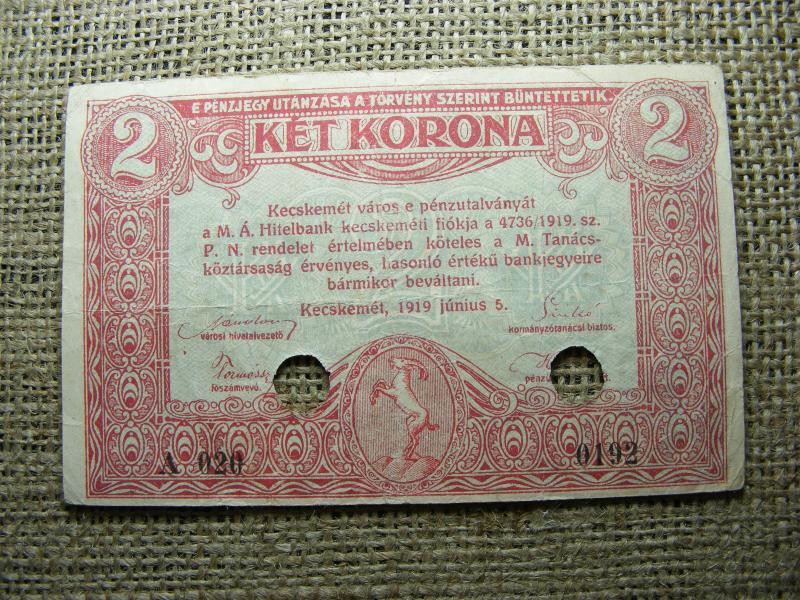 E PÉNZJEGY UTÁNZÁSA A TÖRVÉNY SZERINT BÜNTETTETIK.
2 KÉT KORONA 2
Kecskemét város e pénzutalványát
a M. Á. Hitelbank kecskeméti fiókja a 4736/1919. sz.
P. N. rendelet értelmében köteles a M. Tanács-
köztársaság érvényes, hasonló értékű bankjegyeire
bármikor beváltani.
Kecskemét, 1919 június 5.
városi hivatalvezető
kormányzótanácsi biztos.
főszámvevő.
A 020 0192